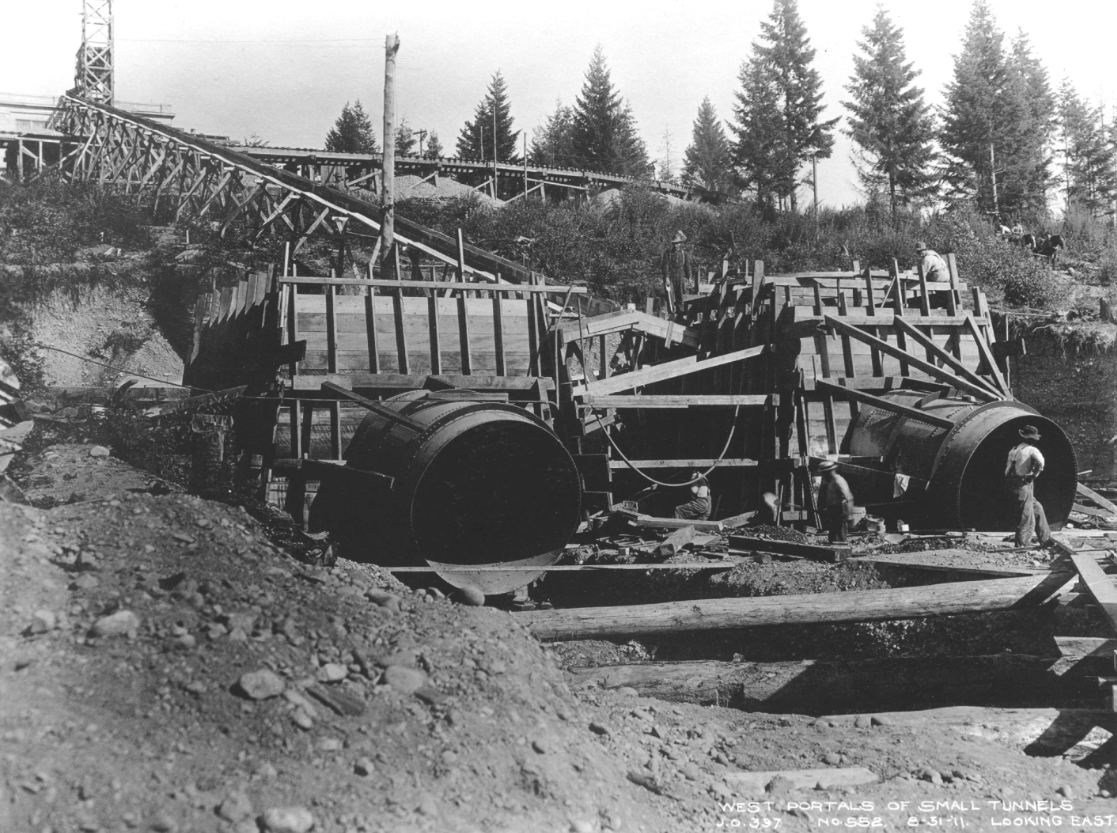 WEST PORTALS OF SMALL TUNNELS
J.O. 397 NO. 552. 8-31-'11. LOOKING EAST